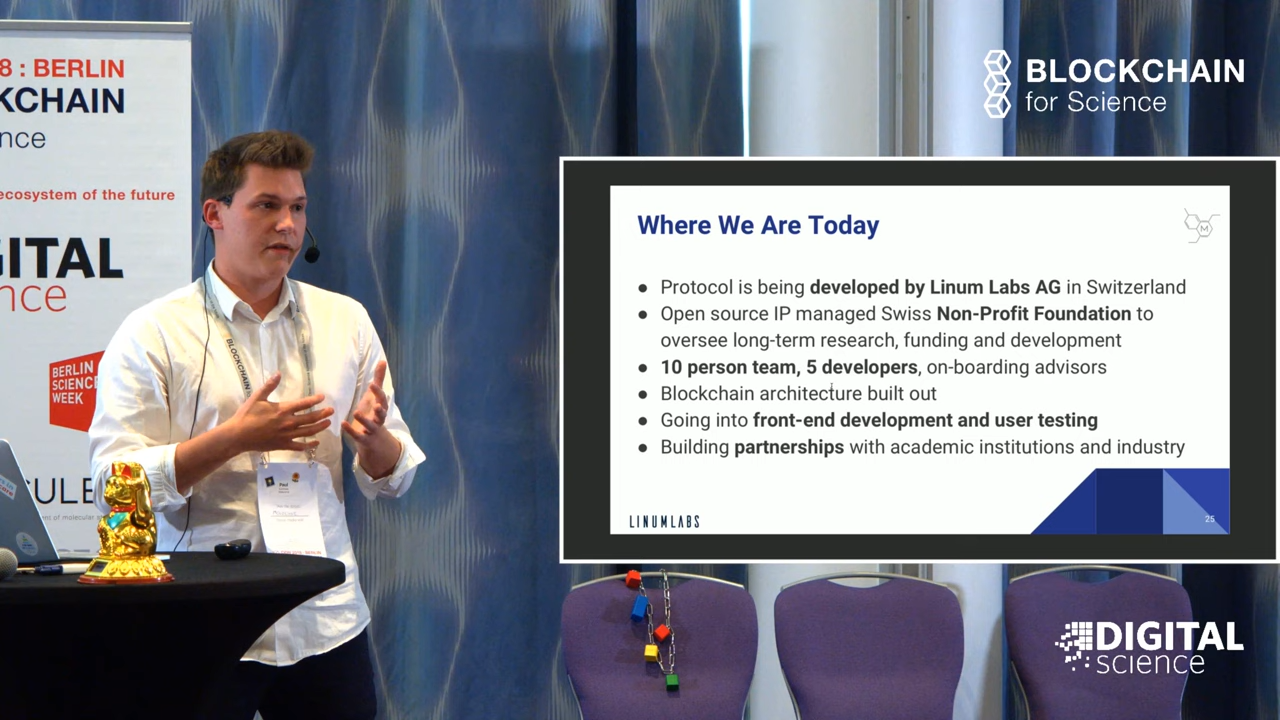 8 : BERLIN
KCHAIN
nce
ecosystem of the future
GITAL
nce
BERLIN
SCIENCE
WEEK
CULE
BLOCKCHAIN
Paul
BLOCKCHAIN
for Science
Where We Are Today
● Protocol is being developed by Linum Labs AG in Switzerland
● Open source IP managed Swiss Non-Profit Foundation to
oversee long-term research, funding and development
● 10 person team, 5 developers, on-boarding advisors
● Blockchain architecture built out
● Going into front-end development and user testing
● Building partnerships with academic institutions and industry
M
LINUMLABS
25
DIGITAL
science